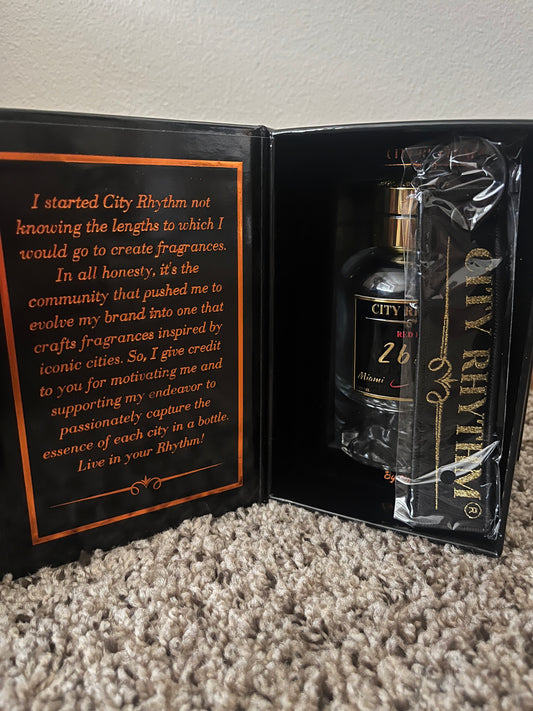 I started City Rhythm not
knowing the lengths to which I
would go to create fragrances.
In all honesty, it's the
community that pushed me to
evolve my brand into one that
crafts fragrances inspired by
iconic cities. So, I give credit
to you for motivating me and
supporting my endeavor to
passionately capture the
essence of each city in a bottle.
Live in your Rhythm!
CITY
RED
26
Miami
CITY RHYTHM®